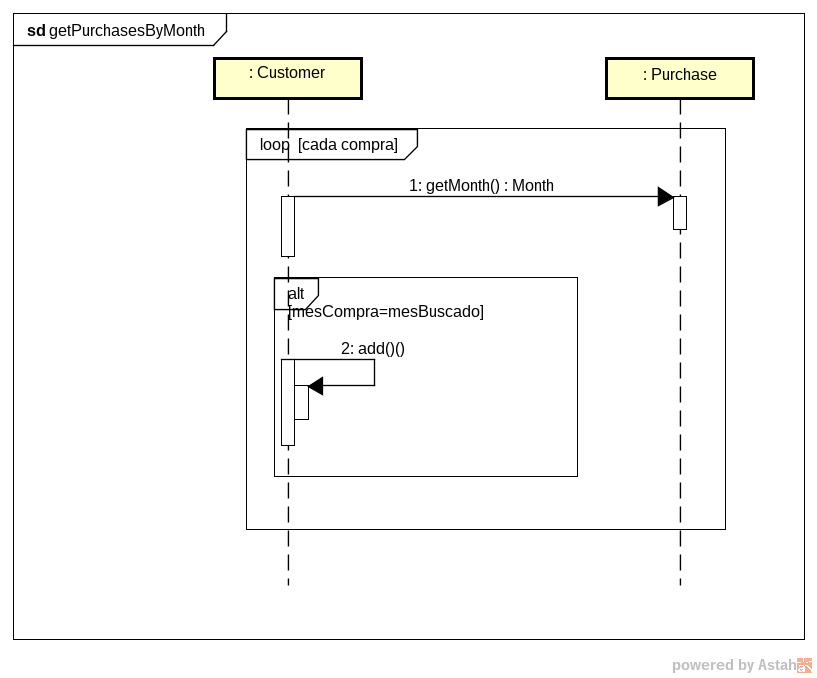 sd getPurchasesByMonth
: Customer
: Purchase
loop [cada compra]
1: getMonth() : Month
alt
[mesCompra=mesBuscado]
2: add()()
powered by Astah